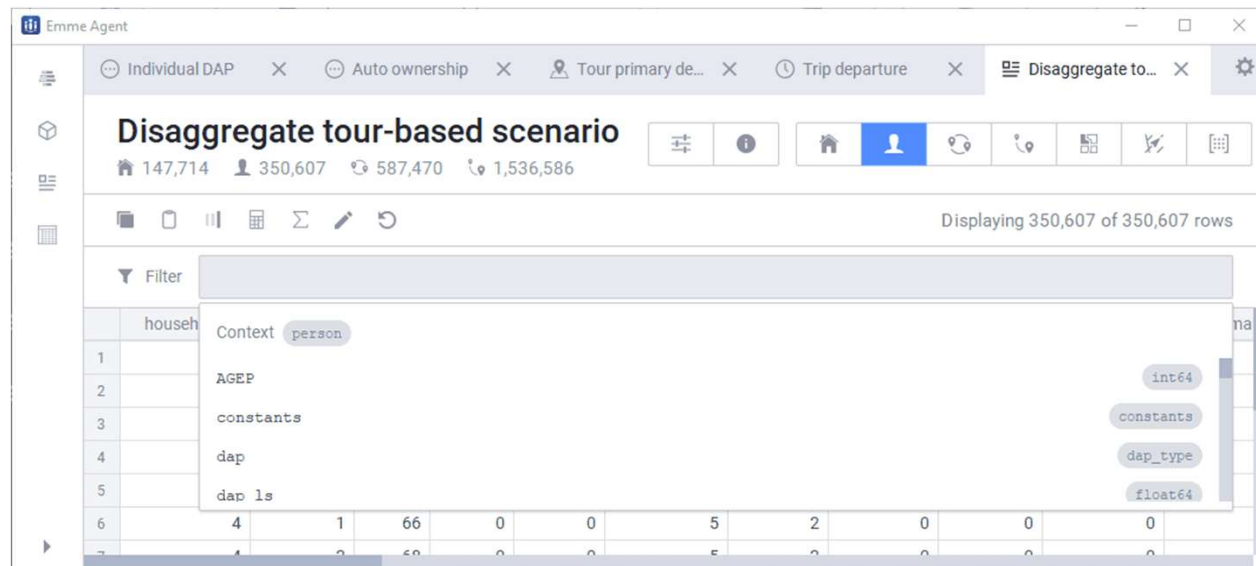 Emme Agent
Individual DAP Auto ownership Tour primary de... Trip departure Disaggregate to...
Disaggregate tour-based scenario
147,714 350,607 587,470 1,536,586
Displaying 350,607 of 350,607 rows
Filter
househ ma
Context person
1
AGEP int64
2
constants constants
3
dap dap_type
4
dap ls float64
5
6 4 1 66 0 0 5 2 0 0 0